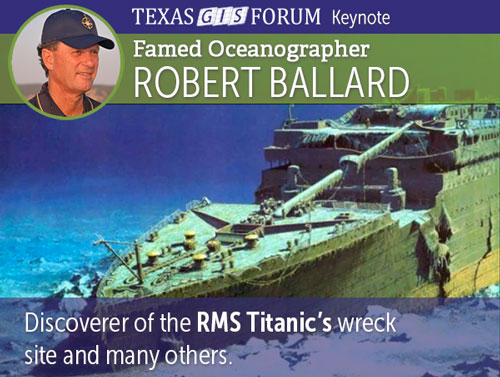 TEXAS GIS FORUM Keynote
Famed Oceanographer
ROBERT BALLARD
Discoverer of the RMS Titanic's wreck
site and many others.